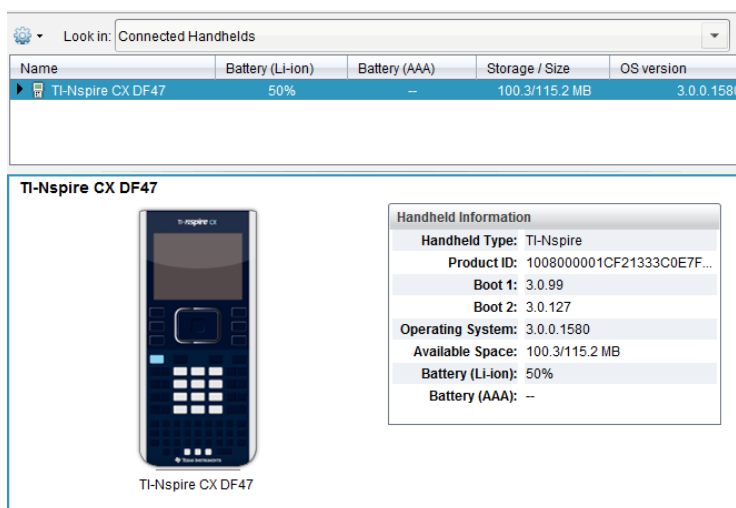 Look in: Connected Handhelds
Name Battery (Li-ion) Battery (AAA) Storage / Size OS version
TI-Nspire CX DF47 50% -- 100.3/115.2 MB 3.0.0.1580
TI-Nspire CX DF47
TI-nspire CX
Handheld Information
Handheld Type: TI-Nspire
Product ID: 1008000001CF21333C0E7F...
Boot 1: 3.0.99
Boot 2: 3.0.127
Operating System: 3.0.0.1580
Available Space: 100.3/115.2 MB
Battery (Li-ion): 50%
Battery (AAA): --
TEXAS INSTRUMENTS
TI-Nspire CX DF47